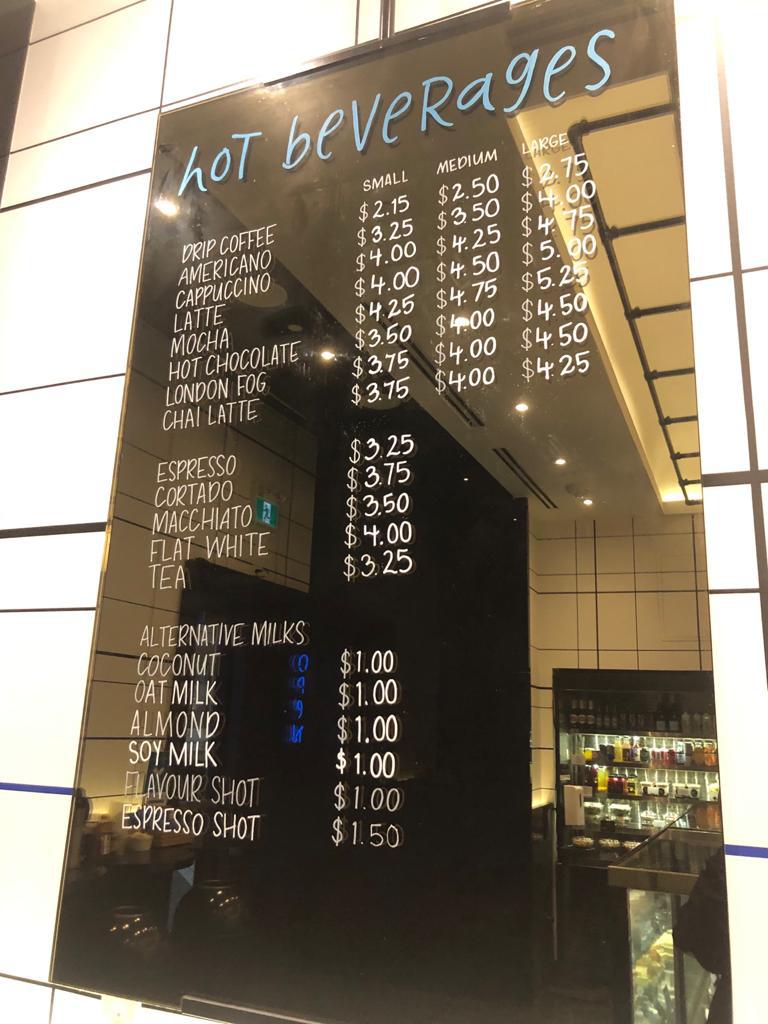 hot beverages
SMALL MEDIUM LARGE
DRIP COFFEE $2.15 $2.50 $2.75
AMERICANO $3.25 $3.50 $4.00
CAPPUCCINO $4.00 $4.25 $4.75
LATTE $4.00 $4.50 $5.00
MOCHA $4.25 $4.75 $5.25
HOT CHOCOLATE $3.50 $4.00 $4.50
LONDON FOG $3.75 $4.00 $4.50
CHAI LATTE $3.75 $4.00 $4.25
ESPRESSO $3.25
CORTADO $3.75
MACCHIATO $3.50
FLAT WHITE $4.00
TEA $3.25
ALTERNATIVE MILKS
COCONUT $1.00
OAT MILK $1.00
ALMOND $1.00
SOY MILK $1.00
FLAVOUR SHOT $1.00
ESPRESSO SHOT $1.50